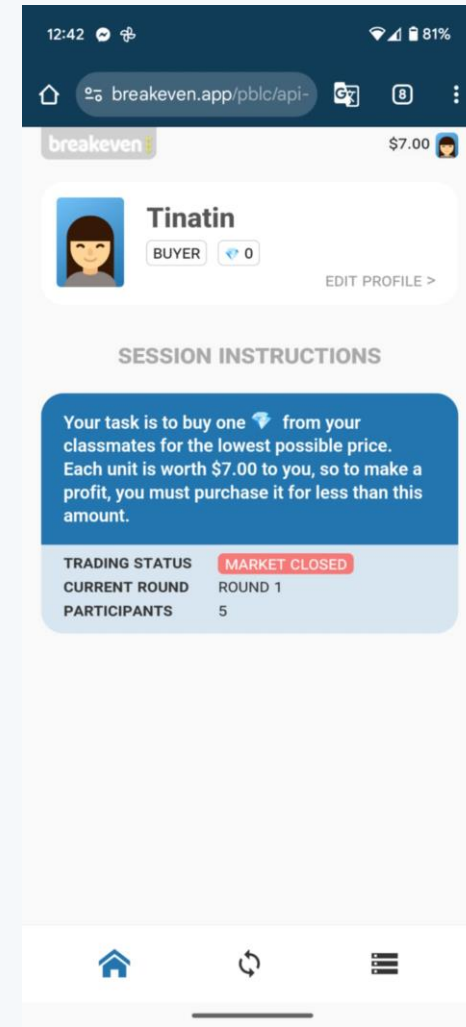 12:42 81%
breakeven.app/pblc/api- 8
breakeven $7.00
Tinatin
BUYER 0
EDIT PROFILE >
SESSION INSTRUCTIONS
Your task is to buy one 💎 from your
classmates for the lowest possible price.
Each unit is worth $7.00 to you, so to make a
profit, you must purchase it for less than this
amount.
TRADING STATUS MARKET CLOSED
CURRENT ROUND ROUND 1
PARTICIPANTS 5